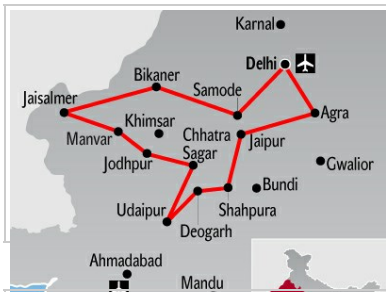 Karnal
Delhi
Bikaner
Samode
Jaisalmer
Agra
Khimsar
Chhatra
Manvar
Jaipur
Sagar
Jodhpur
Gwalior
Bundi
Udaipur
Shahpura
Deogarh
Ahmadabad
Mandu